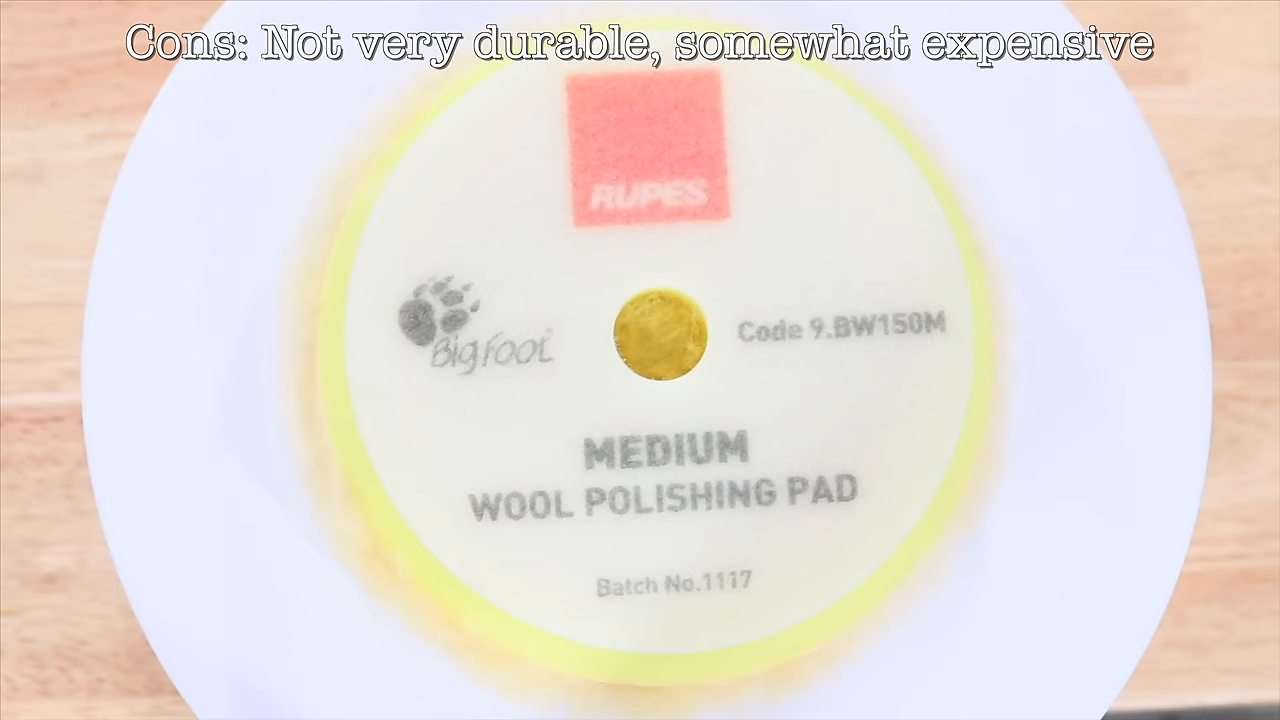 Cons: Not very durable, somewhat expensive
RUPES
BigFoot
Code 9.BW150M
MEDIUM
WOOL POLISHING PAD
Batch No.1117